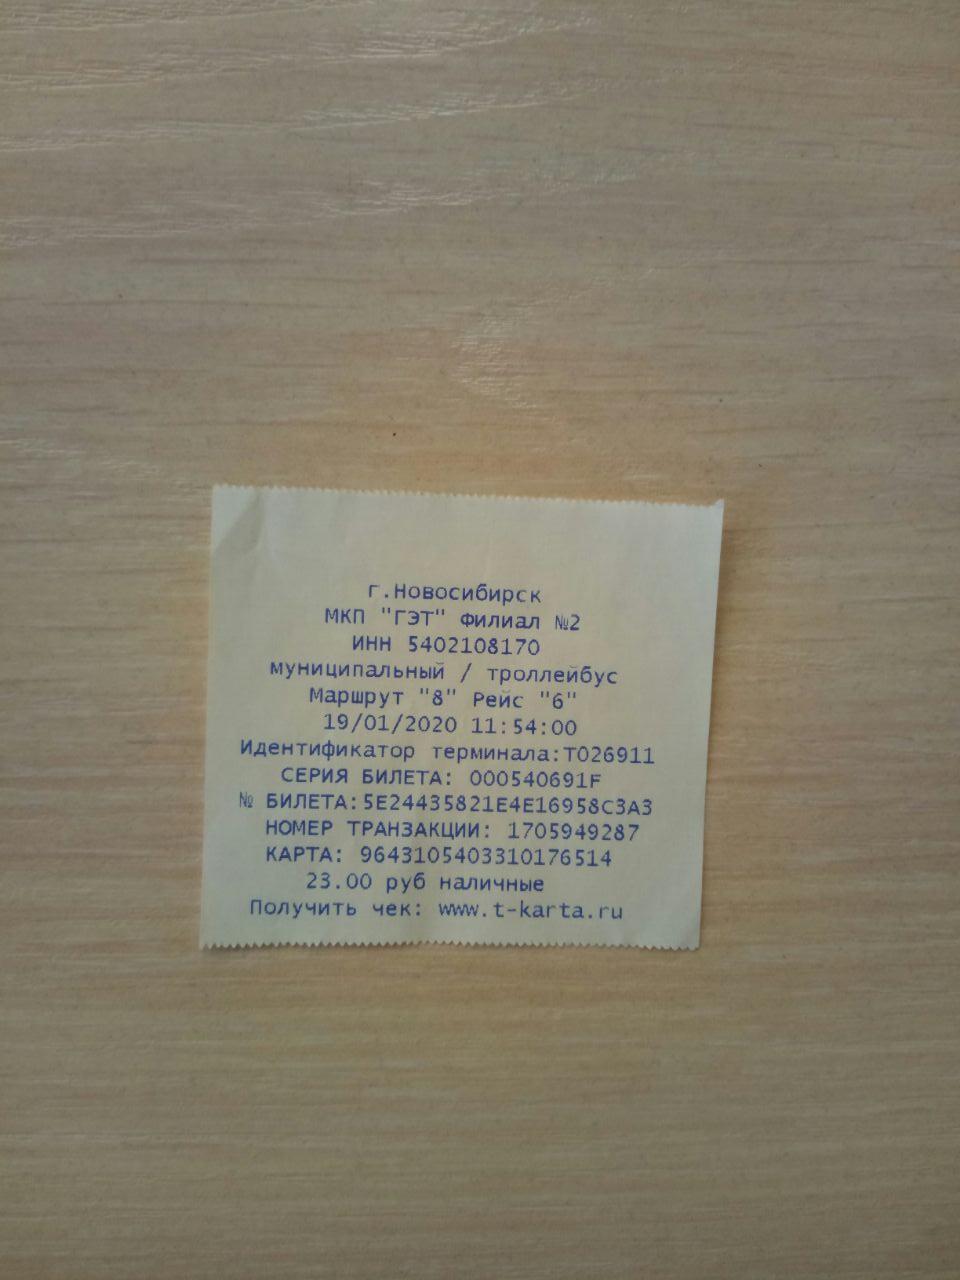 г.Новосибирск
МКП "ГЭТ" Филиал №2
ИНН 5402108170
муниципальный / троллейбус
Маршрут "8" Рейс "6"
19/01/2020 11:54:00
Идентификатор терминала:T026911
СЕРИЯ БИЛЕТА: 000540691F
№ БИЛЕТА:5E24435821E4E16958C3A3
НОМЕР ТРАНЗАКЦИИ: 1705949287
КАРТА: 9643105403310176514
23.00 руб наличные
Получить чек: www.t-karta.ru